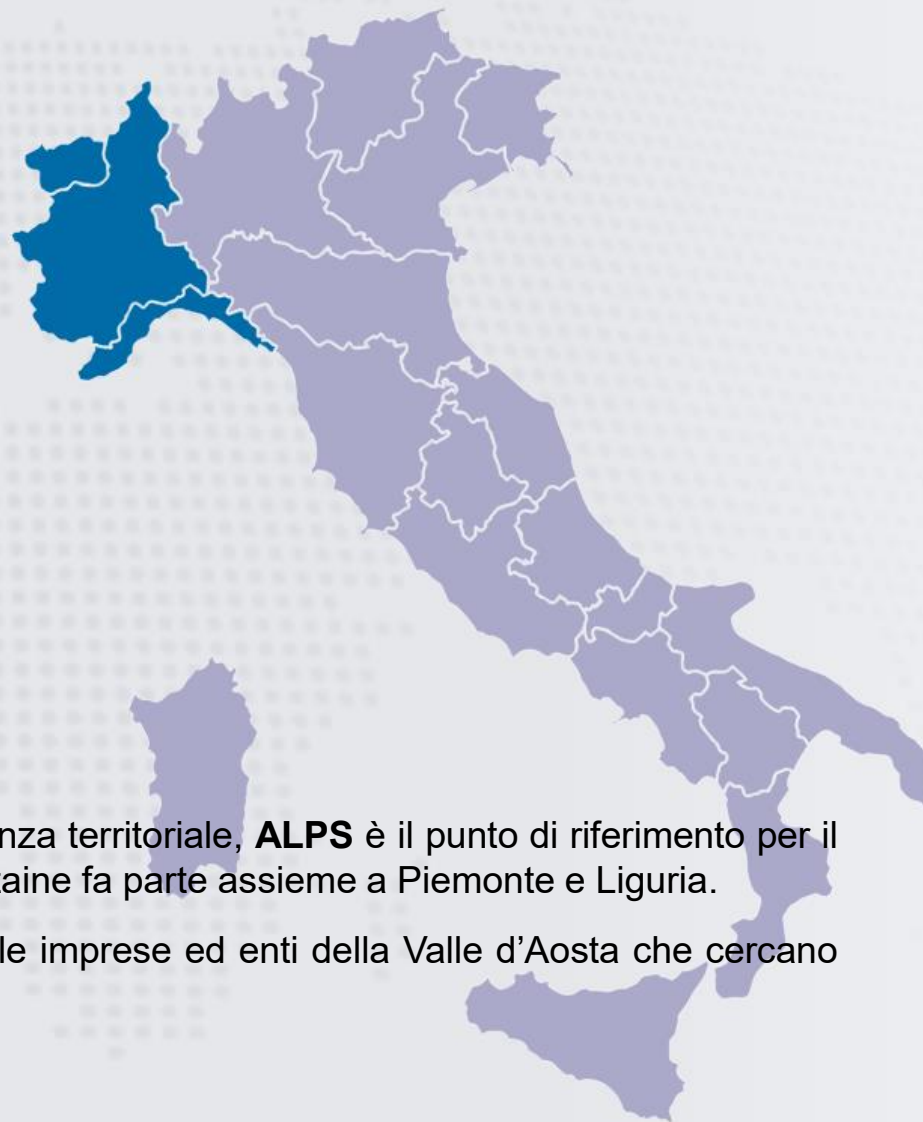 nza territoriale, ALPS è il punto di riferimento per il
taine fa parte assieme a Piemonte e Liguria.
le imprese ed enti della Valle d’Aosta che cercano